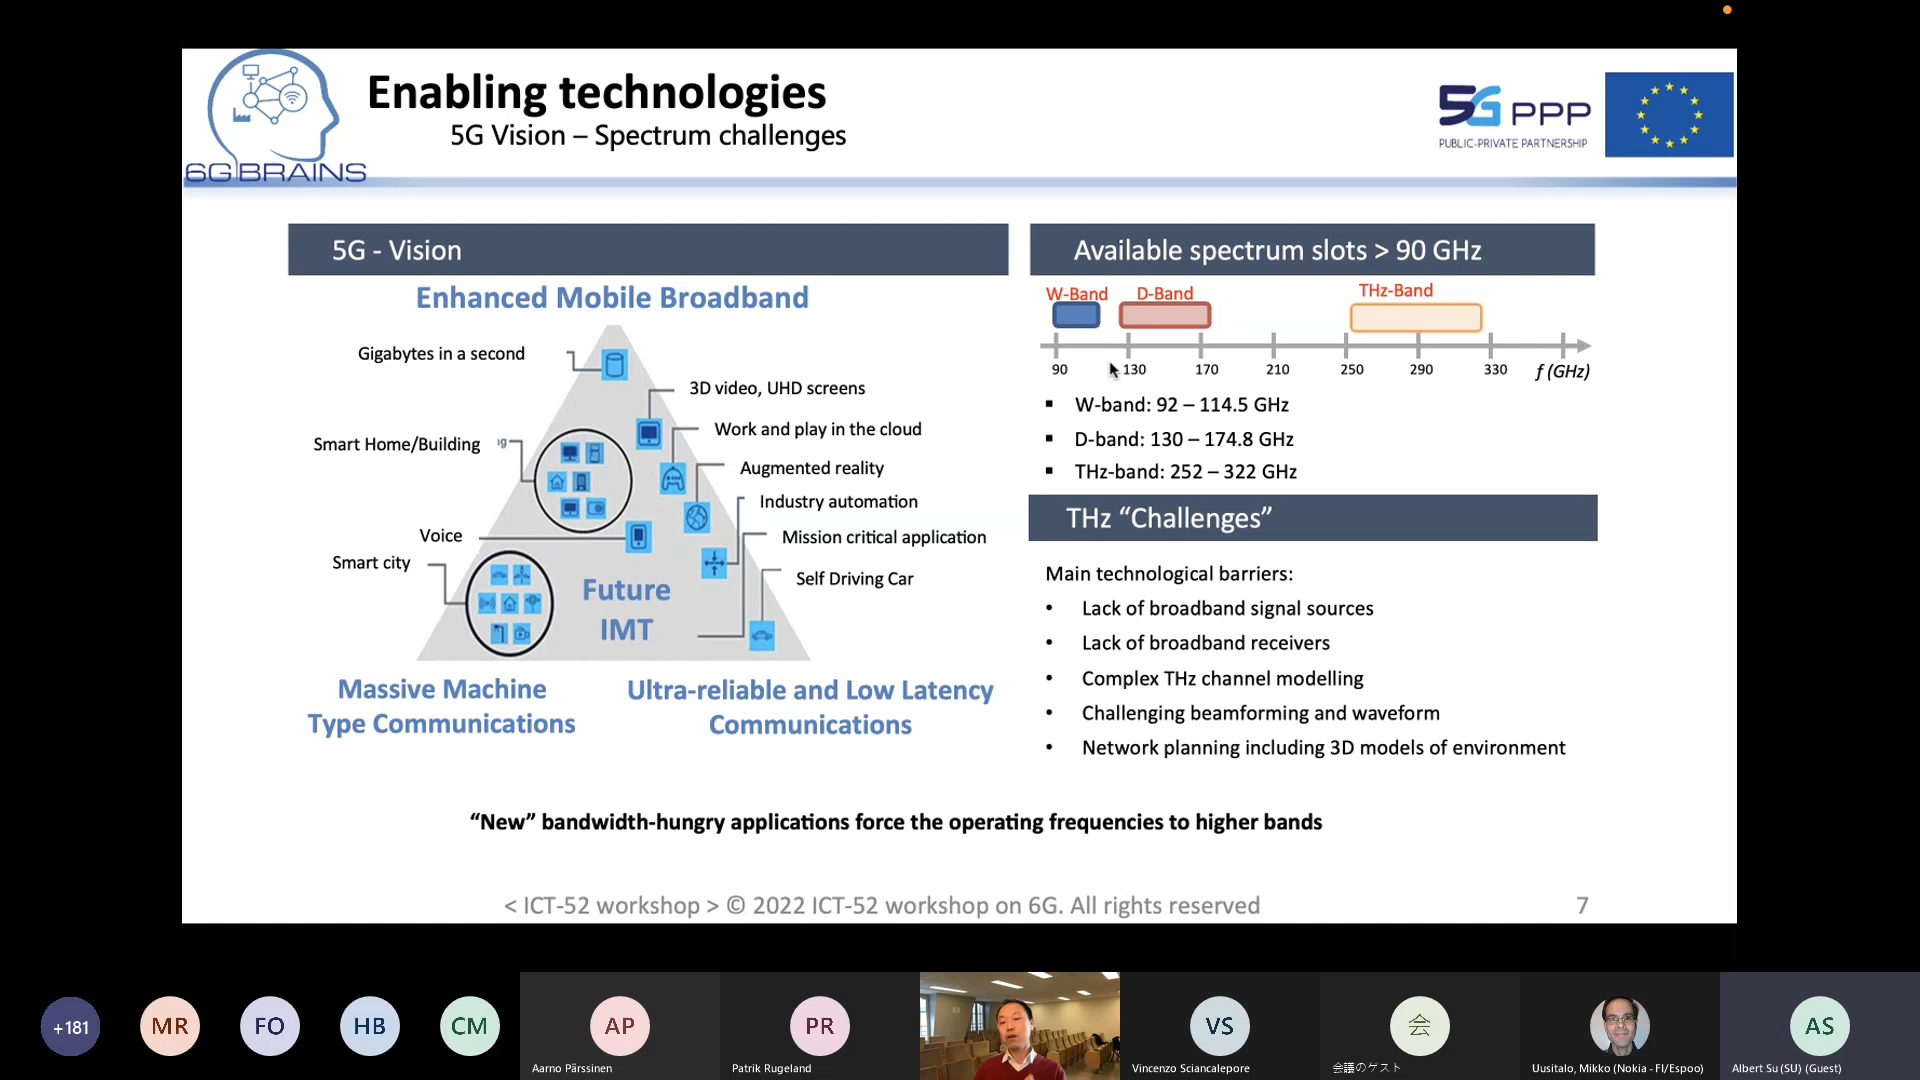 Enabling technologies
5G Vision – Spectrum challenges
6G BRAINS
5G PPP
PUBLIC-PRIVATE PARTNERSHIP
5G - Vision
Enhanced Mobile Broadband
Gigabytes in a second
3D video, UHD screens
Work and play in the cloud
Smart Home/Building
Augmented reality
Industry automation
Voice
Mission critical application
Smart city
Self Driving Car
Future
IMT
Massive Machine
Type Communications
Ultra-reliable and Low Latency
Communications
Available spectrum slots > 90 GHz
W-Band D-Band THz-Band
90 130 170 210 250 290 330 f (GHz)
▪ W-band: 92 – 114.5 GHz
▪ D-band: 130 – 174.8 GHz
▪ THz-band: 252 – 322 GHz
THz “Challenges”
Main technological barriers:
• Lack of broadband signal sources
• Lack of broadband receivers
• Complex THz channel modelling
• Challenging beamforming and waveform
• Network planning including 3D models of environment
“New” bandwidth-hungry applications force the operating frequencies to higher bands
< ICT-52 workshop > © 2022 ICT-52 workshop on 6G. All rights reserved
7
+181 MR FO HB CM AP PR VS 会 AS
Aarno Pärssinen
Patrik Rugeland
Vincenzo Sciancalepore
会議のゲスト
Uusitalo, Mikko (Nokia - FI/Espoo)
Albert Su (SU) (Guest)